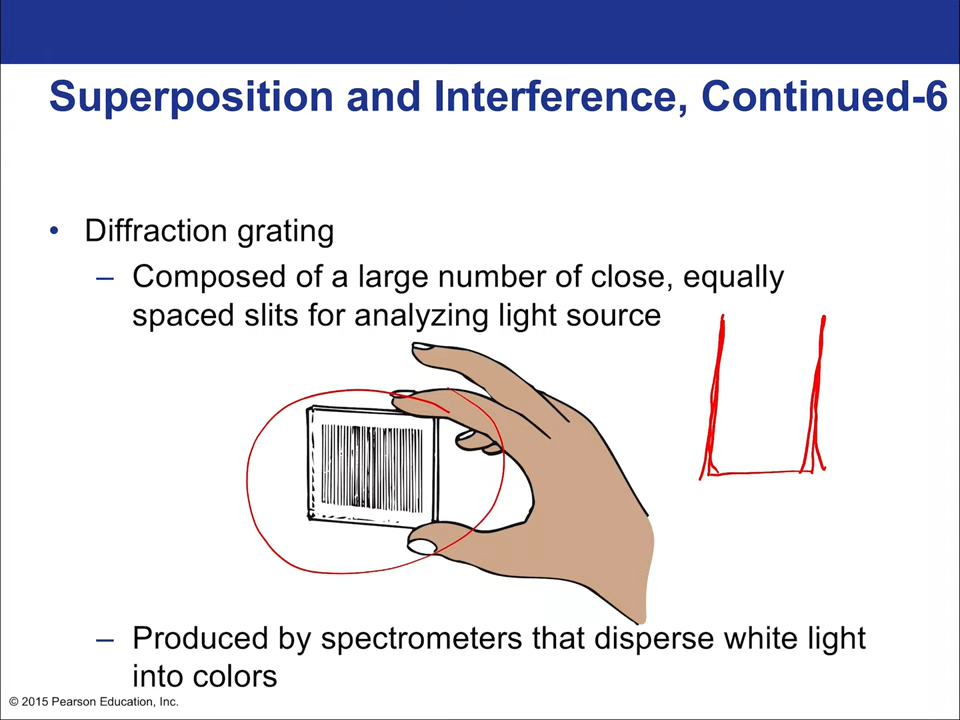 Superposition and Interference, Continued-6
• Diffraction grating
– Composed of a large number of close, equally
spaced slits for analyzing light source
– Produced by spectrometers that disperse white light
into colors
© 2015 Pearson Education, Inc.